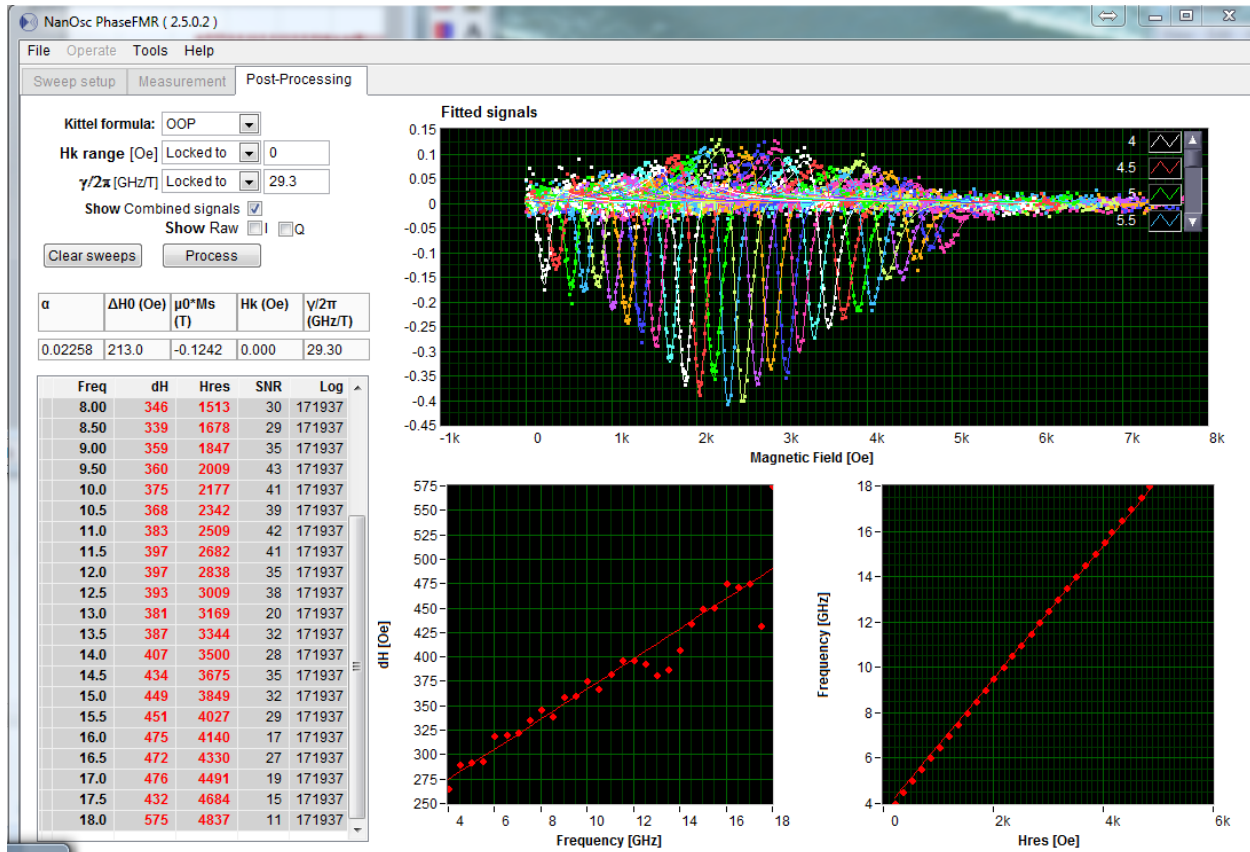 NanOsc PhaseFMR ( 2.5.0.2 )
File Operate Tools Help
Sweep setup Measurement Post-Processing
Kittel formula: OOP
Hk range [Oe] Locked to 0
γ/2π [GHz/T] Locked to 29.3
Show Combined signals
Show Raw I Q
Clear sweeps Process
α ΔH0 (Oe) µ0*Ms (T) Hk (Oe) γ/2π (GHz/T)
0.02258 213.0 -0.1242 0.000 29.30
Freq dH Hres SNR Log
8.00 346 1513 30 171937
8.50 339 1678 29 171937
9.00 359 1847 35 171937
9.50 360 2009 43 171937
10.0 375 2177 41 171937
10.5 368 2342 39 171937
11.0 383 2509 42 171937
11.5 397 2682 41 171937
12.0 397 2838 35 171937
12.5 393 3009 38 171937
13.0 381 3169 20 171937
13.5 387 3344 32 171937
14.0 407 3500 28 171937
14.5 434 3675 35 171937
15.0 449 3849 32 171937
15.5 451 4027 29 171937
16.0 475 4140 17 171937
16.5 472 4330 27 171937
17.0 476 4491 19 171937
17.5 432 4684 15 171937
18.0 575 4837 11 171937
Fitted signals
0.15
0.1
0.05
0
-0.05
-0.1
-0.15
-0.2
-0.25
-0.3
-0.35
-0.4
-0.45
4
4.5
5
5.5
-1k 0 1k 2k 3k 4k 5k 6k 7k 8k
Magnetic Field [Oe]
575
550
525
500
475
450
425
400
375
350
325
300
275
250
dH [Oe]
4 6 8 10 12 14 16 18
Frequency [GHz]
18
16
14
12
10
8
6
4
Frequency [GHz]
0 2k 4k 6k
Hres [Oe]